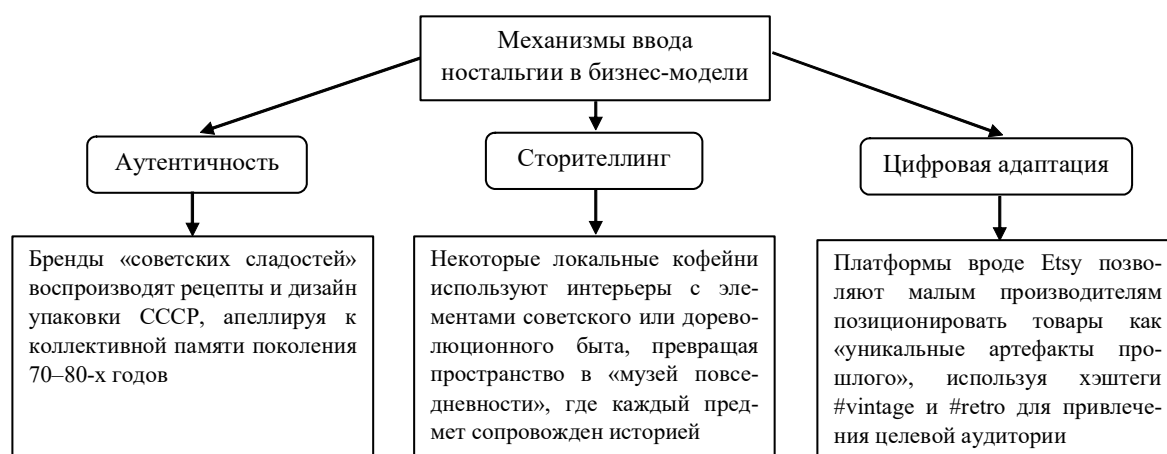 Механизмы ввода
ностальгии в бизнес-модели
Аутентичность
Сторителлинг
Цифровая адаптация
Бренды «советских сладостей»
воспроизводят рецепты и дизайн
упаковки СССР, апеллируя к
коллективной памяти поколения
70–80-х годов
Некоторые локальные кофейни
используют интерьеры с эле-
ментами советского или дорево-
люционного быта, превращая
пространство в «музей повсе-
дневности», где каждый пред-
мет сопровожден историей
Платформы вроде Etsy позво-
ляют малым производителям
позиционировать товары как
«уникальные артефакты про-
шлого», используя хэштеги
#vintage и #retro для привлече-
ния целевой аудитории